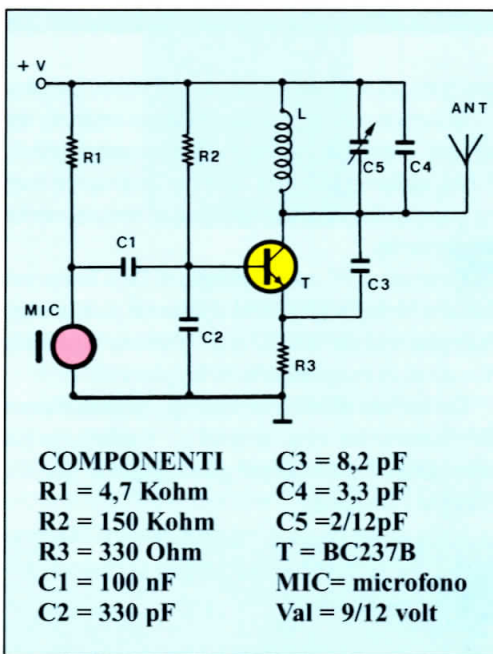 + V
L
ANT
R1
R2
C5
C4
C1
T
C3
MIC
C2
R3
COMPONENTI
R1 = 4,7 Kohm
R2 = 150 Kohm
R3 = 330 Ohm
C1 = 100 nF
C2 = 330 pF
C3 = 8,2 pF
C4 = 3,3 pF
C5 =2/12pF
T = BC237B
MIC= microfono
Val = 9/12 volt